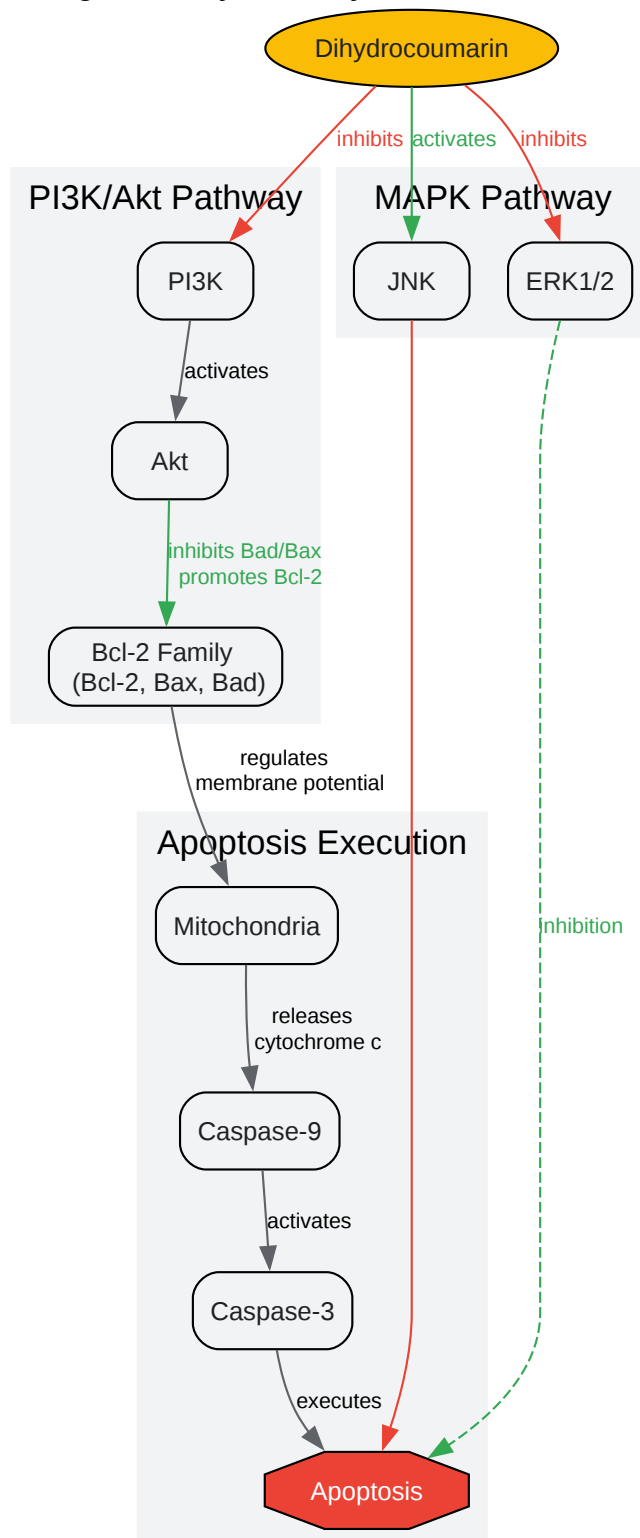 Dihydrocoumarin
inhibits
activates
inhibits
PI3K/Akt Pathway
MAPK Pathway
PI3K
JNK
ERK1/2
activates
Akt
inhibits Bad/Bax
promotes Bcl-2
Bcl-2 Family
(Bcl-2, Bax, Bad)
regulates
membrane potential
Apoptosis Execution
Mitochondria
inhibition
releases
cytochrome c
Caspase-9
activates
Caspase-3
executes
Apoptosis